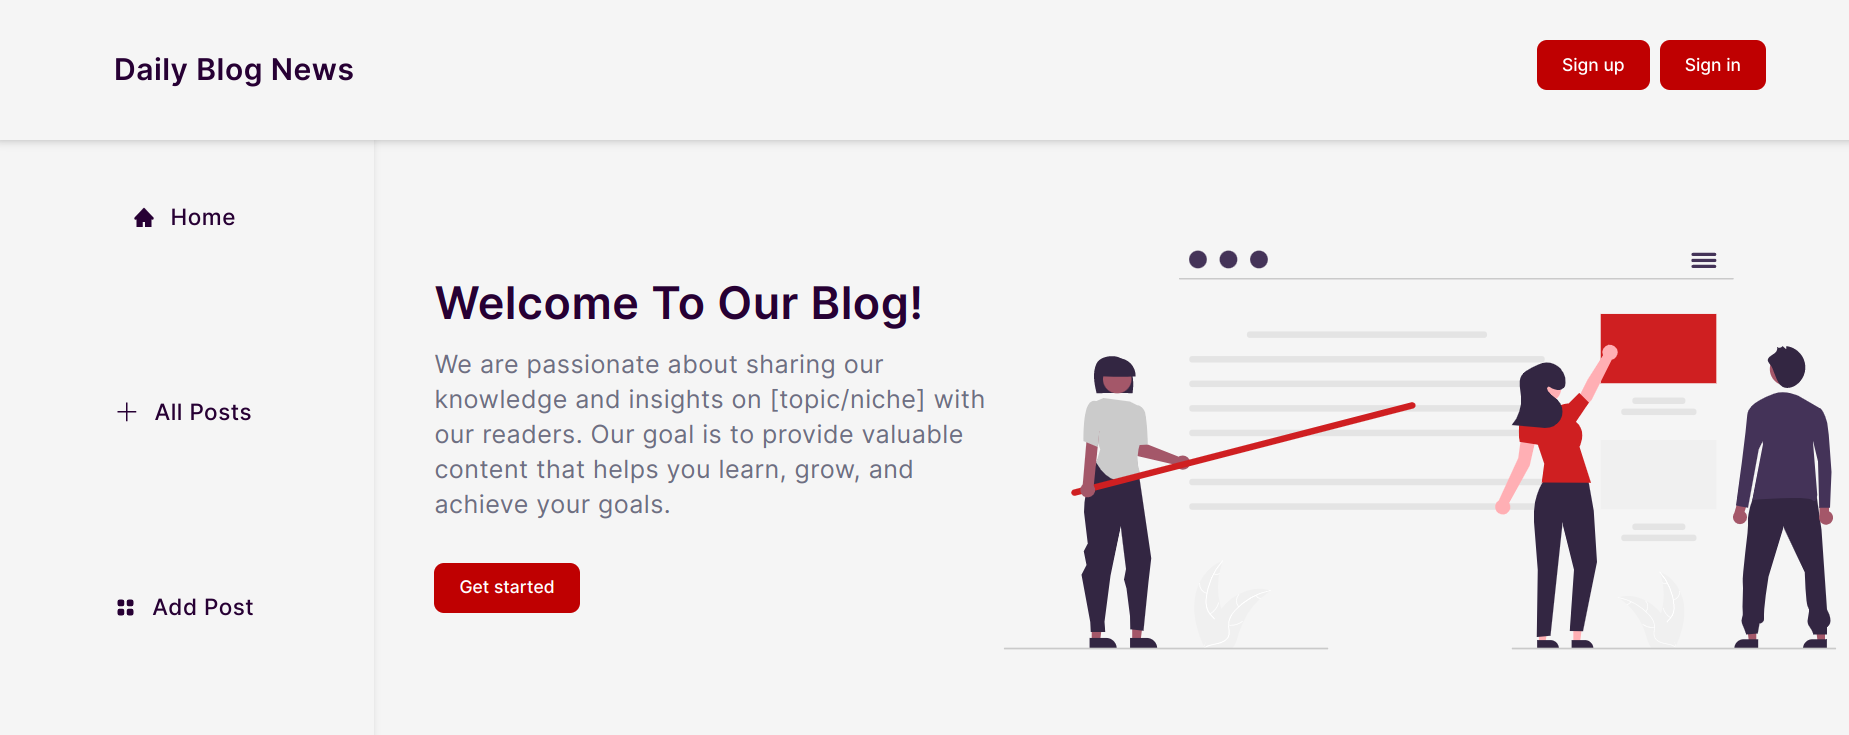 Daily Blog News
Sign up
Sign in
Home
All Posts
Add Post
Welcome To Our Blog!
We are passionate about sharing our
knowledge and insights on [topic/niche] with
our readers. Our goal is to provide valuable
content that helps you learn, grow, and
achieve your goals.
Get started